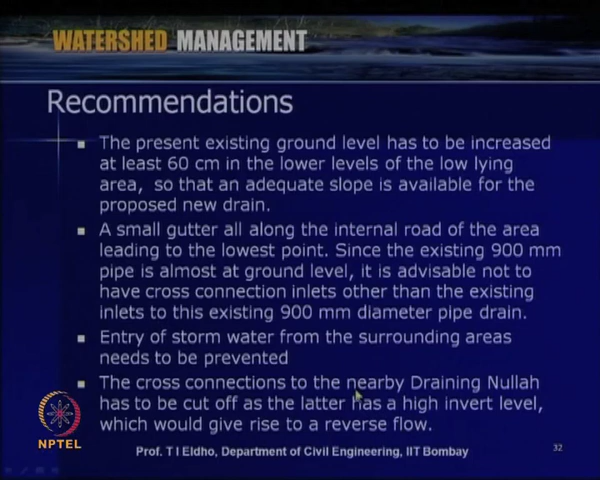 WATERSHED MANAGEMENT
Recommendations
▪ The present existing ground level has to be increased
at least 60 cm in the lower levels of the low lying
area, so that an adequate slope is available for the
proposed new drain.
▪ A small gutter all along the internal road of the area
leading to the lowest point. Since the existing 900 mm
pipe is almost at ground level, it is advisable not to
have cross connection inlets other than the existing
inlets to this existing 900 mm diameter pipe drain.
▪ Entry of storm water from the surrounding areas
needs to be prevented
▪ The cross connections to the nearby Draining Nullah
has to be cut off as the latter has a high invert level,
which would give rise to a reverse flow.
NPTEL
Prof. T I Eldho, Department of Civil Engineering, IIT Bombay
32